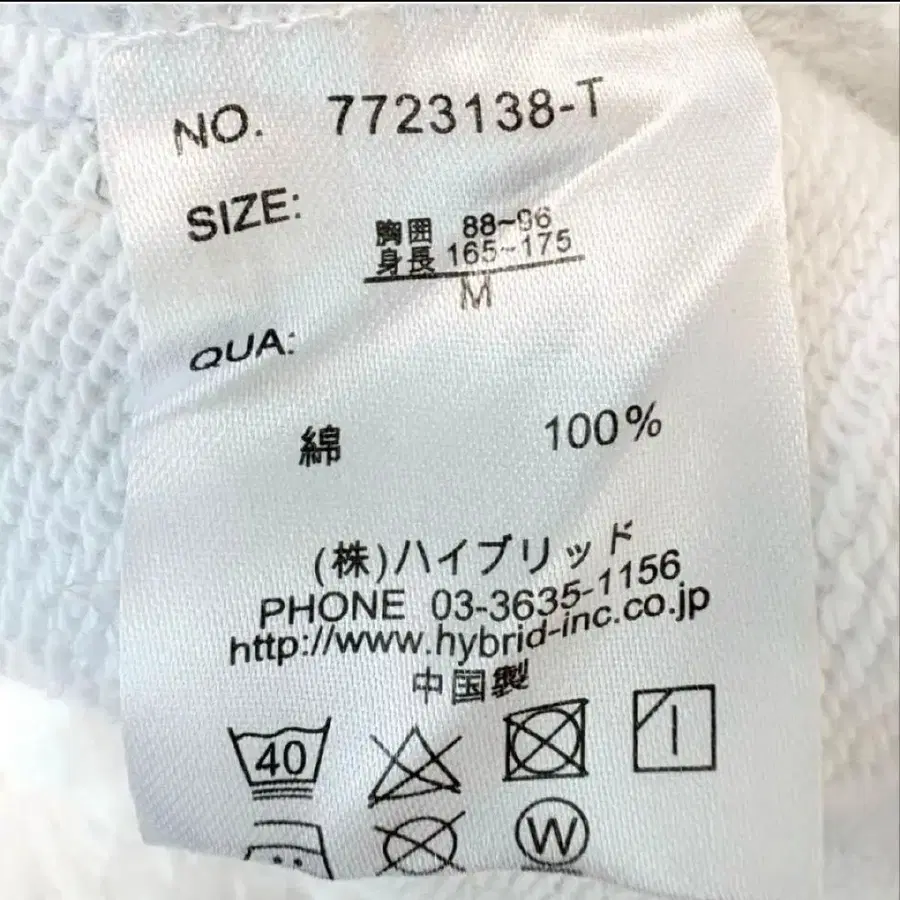 NO. 7723138-T
SIZE:
胸囲 88~96
身長 165~175
M
QUA:
綿 100%
(株)ハイブリッド
PHONE 03-3635-1156
http://www.hybrid-inc.co.jp
中国製
40
W